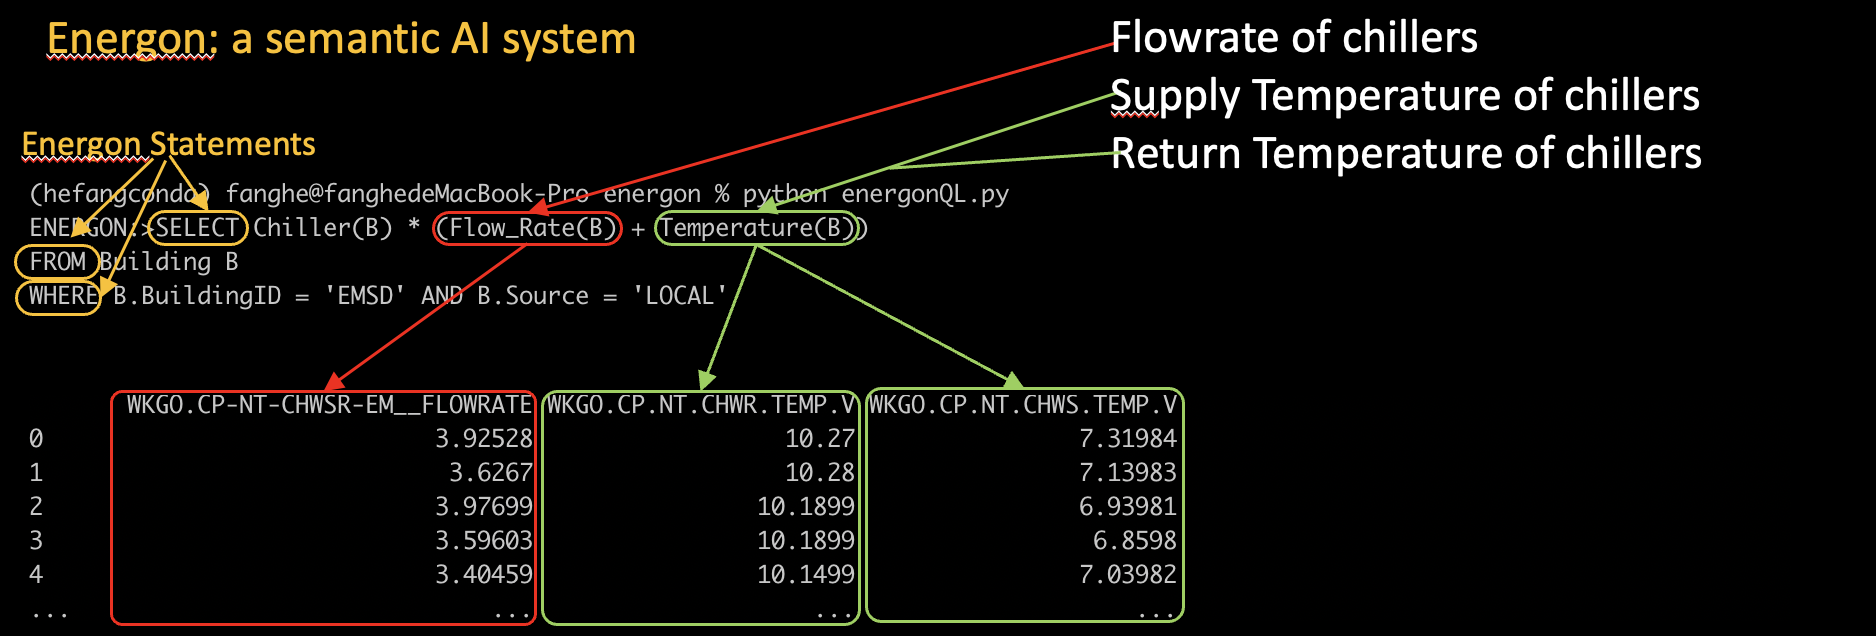 Energon: a semantic AI system
Flowrate of chillers
Supply Temperature of chillers
Return Temperature of chillers
Energon Statements
(hefangconda) fanghe@fanghedeMacBook-Pro energon % python energonQL.py
ENERGON:>SELECT Chiller(B) * (Flow_Rate(B) + Temperature(B))
FROM Building B
WHERE B.BuildingID = 'EMSD' AND B.Source = 'LOCAL'
WKGO.CP-NT-CHWSR-EM__FLOWRATE WKGO.CP.NT.CHWR.TEMP.V WKGO.CP.NT.CHWS.TEMP.V
0 3.92528 10.27 7.31984
1 3.6267 10.28 7.13983
2 3.97699 10.1899 6.93981
3 3.59603 10.1899 6.8598
4 3.40459 10.1499 7.03982
... ... ... ...